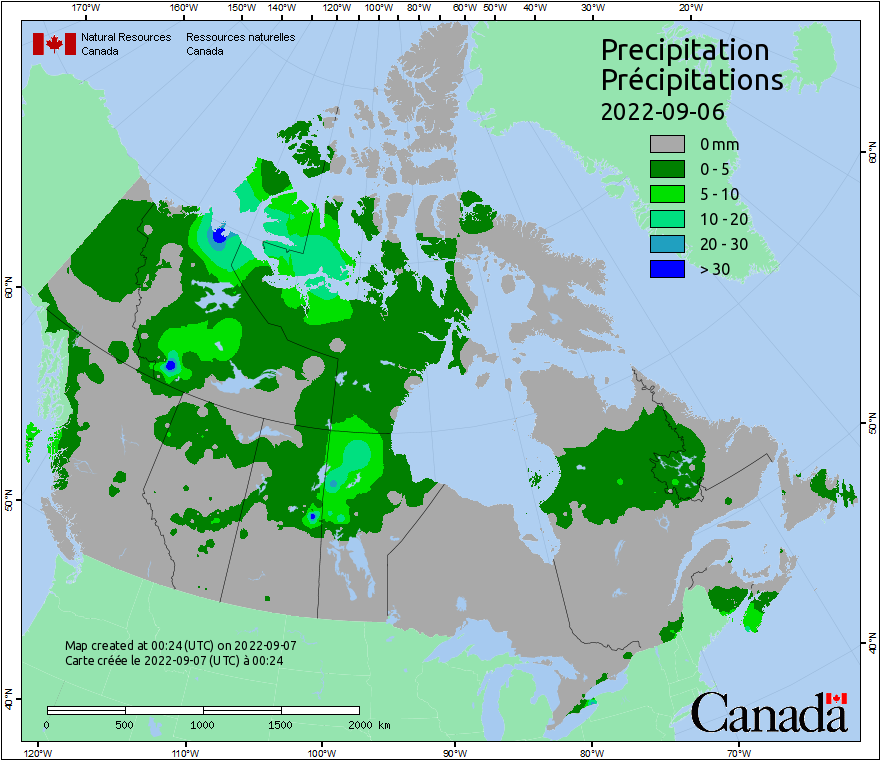 170°W 160°W 150°W 140°W 120°W 100°W 80°W 60°W 50°W 40°W 30°W 20°W
Natural Resources Canada
Ressources naturelles Canada
Precipitation
Précipitations
2022-09-06
0 mm
0 - 5
5 - 10
10 - 20
20 - 30
> 30
60°N
60°N
50°N
50°N
40°N
40°N
Map created at 00:24 (UTC) on 2022-09-07
Carte créée le 2022-09-07 (UTC) à 00:24
0 500 1000 1500 2000 km
Canada
120°W 110°W 100°W 90°W 80°W 70°W